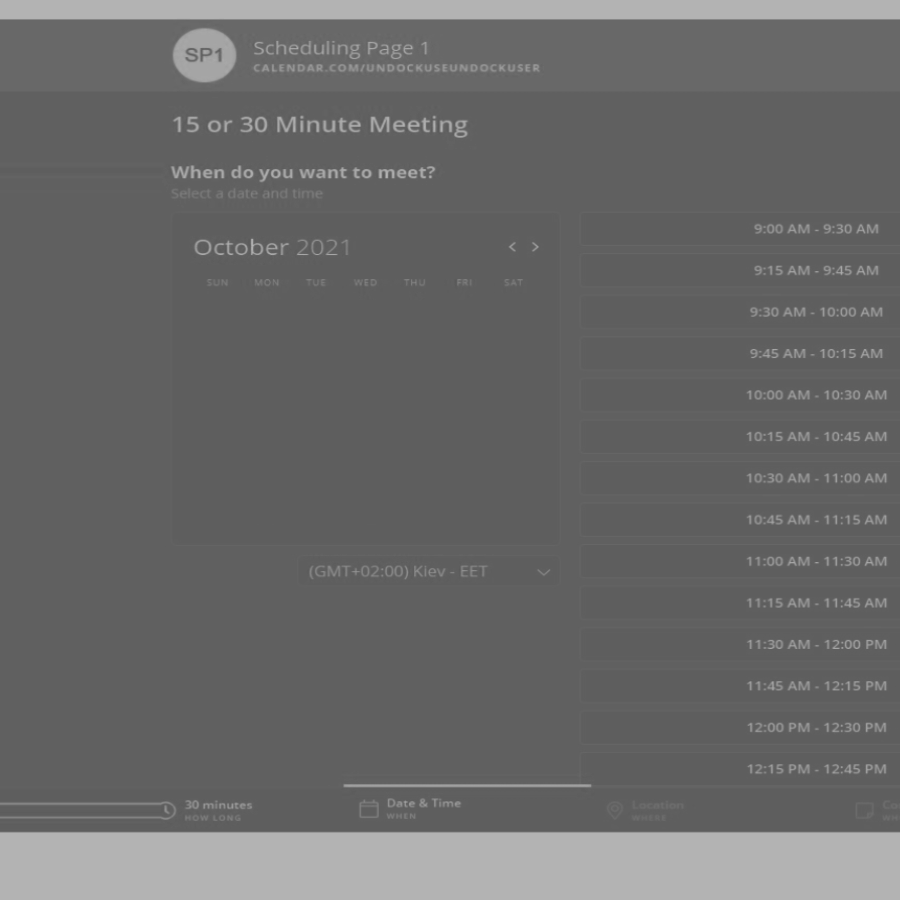 SP1
Scheduling Page 1
CALENDAR.COM/UNDOCKUSEUNDOCKUSER
15 or 30 Minute Meeting
When do you want to meet?
Select a date and time
October 2021
SUN MON TUE WED THU FRI SAT
(GMT+02:00) Kiev - EET
9:00 AM - 9:30 AM
9:15 AM - 9:45 AM
9:30 AM - 10:00 AM
9:45 AM - 10:15 AM
10:00 AM - 10:30 AM
10:15 AM - 10:45 AM
10:30 AM - 11:00 AM
10:45 AM - 11:15 AM
11:00 AM - 11:30 AM
11:15 AM - 11:45 AM
11:30 AM - 12:00 PM
11:45 AM - 12:15 PM
12:00 PM - 12:30 PM
12:15 PM - 12:45 PM
30 minutes
HOW LONG
Date & Time
WHEN
Location
WHERE